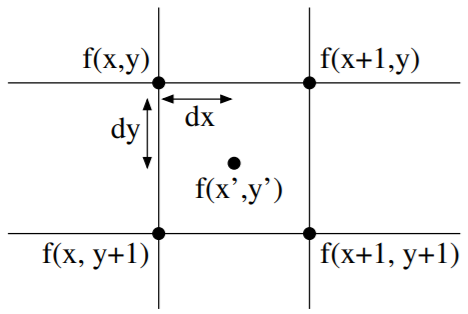 f(x,y)
f(x+1,y)
dx
dy
f(x’,y’)
f(x, y+1)
f(x+1, y+1)